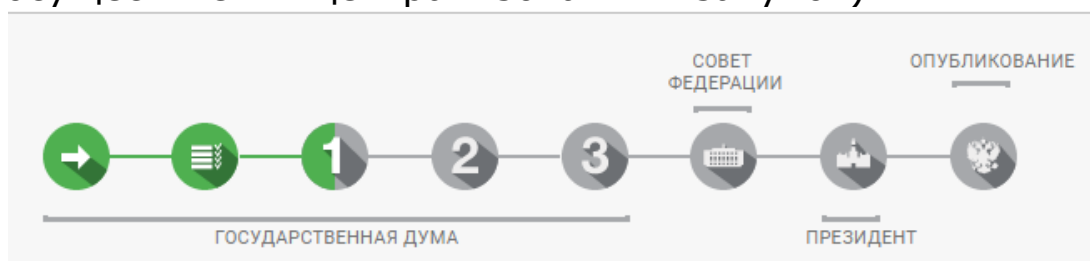 СОВЕТ
ФЕДЕРАЦИИ
ОПУБЛИКОВАНИЕ
1
2
3
ГОСУДАРСТВЕННАЯ ДУМА
ПРЕЗИДЕНТ